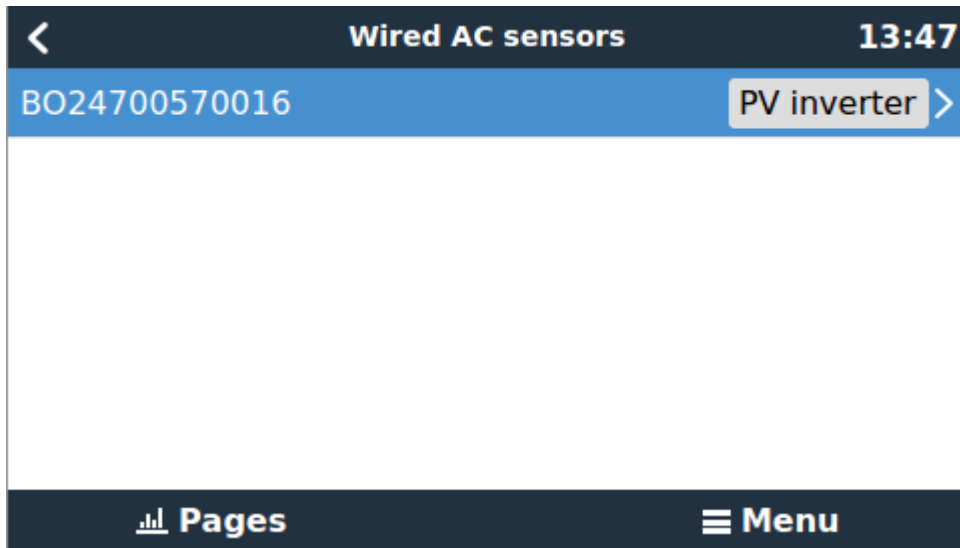 Wired AC sensors 13:47
BO24700570016 PV inverter
Pages Menu